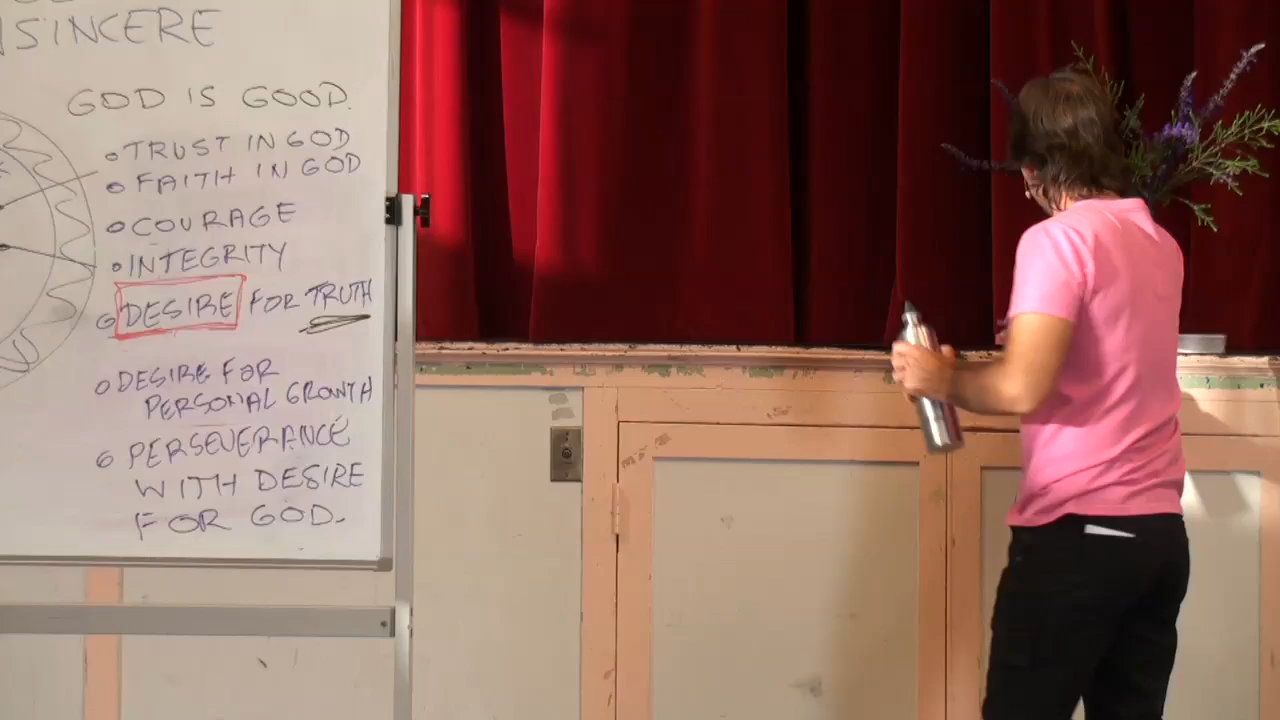 SINCERE
GOD IS GOOD.
TRUST IN GOD
FAITH IN GOD
COURAGE
INTEGRITY
DESIRE FOR TRUTH
DESIRE FOR
PERSONAL GROWTH
PERSEVERANCE
WITH DESIRE
FOR GOD.